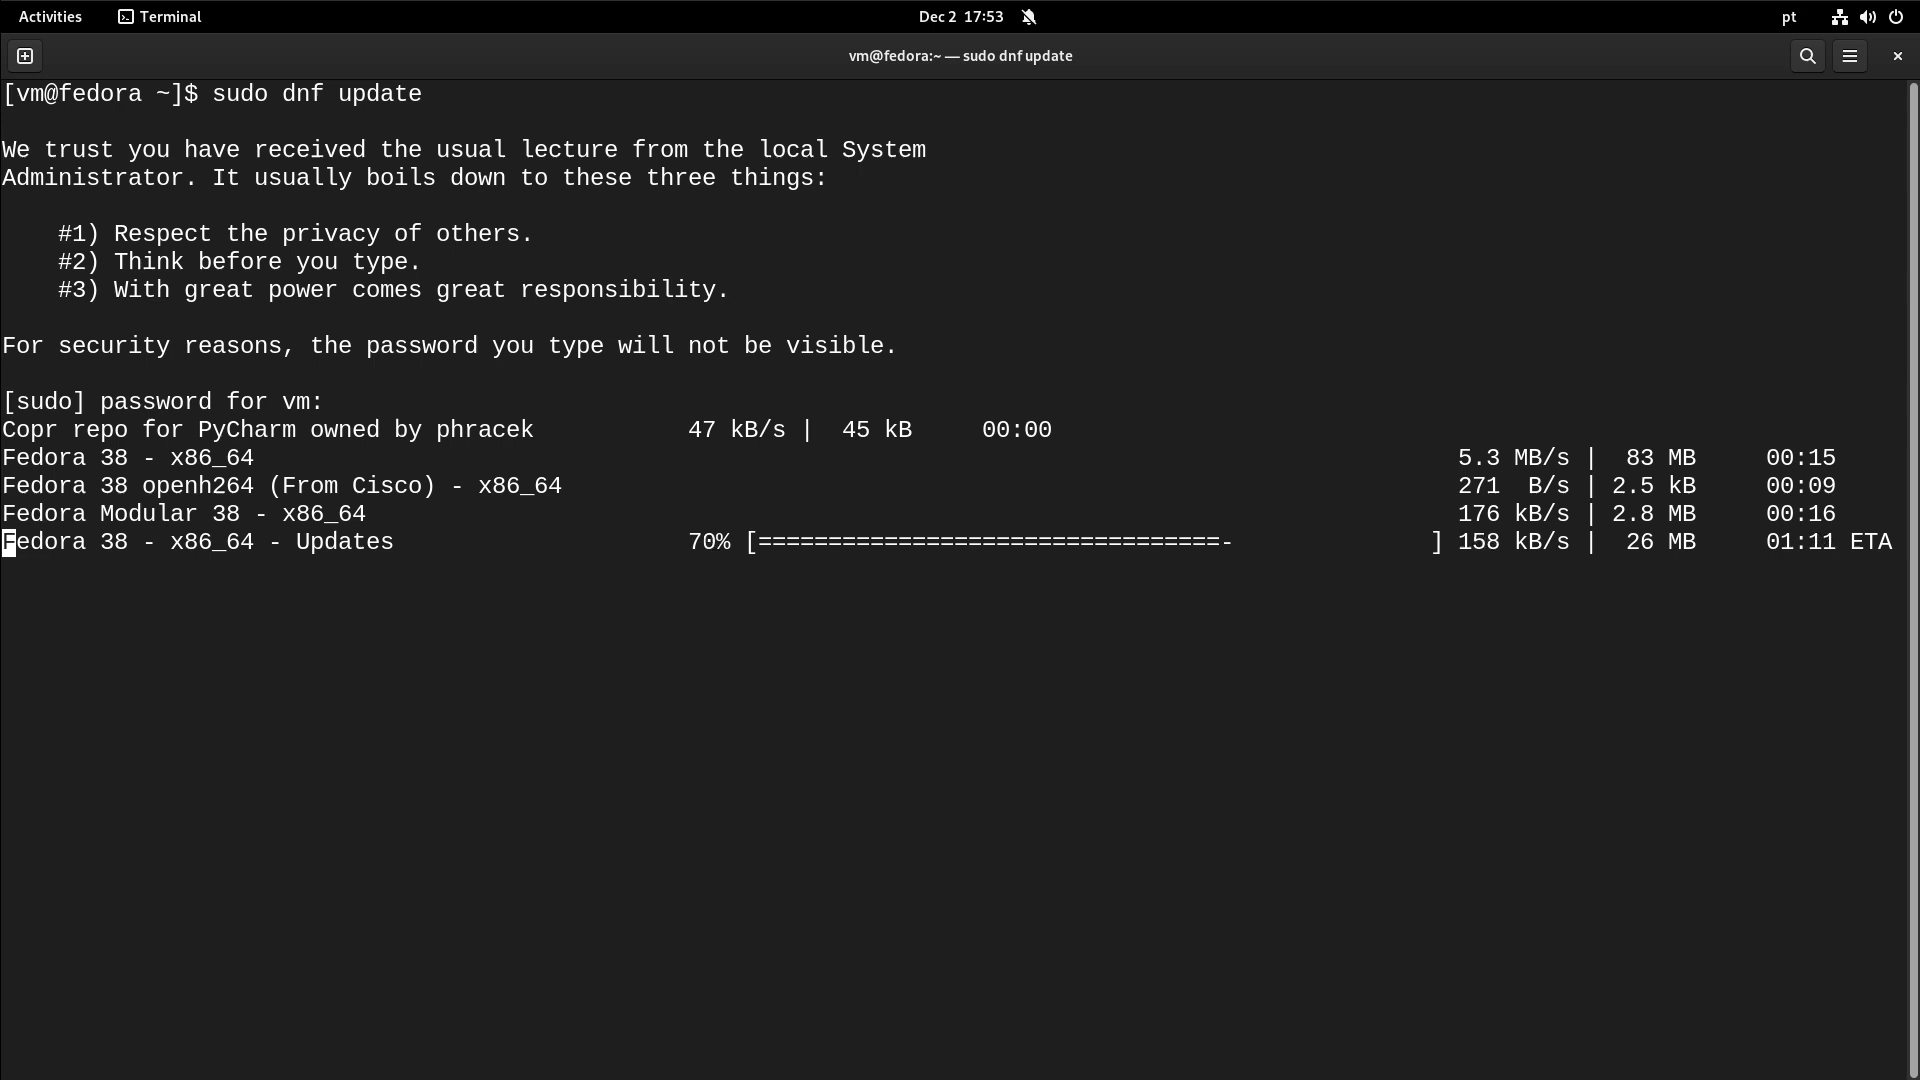 Activities Terminal Dec 2 17:53 pt
vm@fedora:~ — sudo dnf update
[vm@fedora ~]$ sudo dnf update
We trust you have received the usual lecture from the local System
Administrator. It usually boils down to these three things:
#1) Respect the privacy of others.
#2) Think before you type.
#3) With great power comes great responsibility.
For security reasons, the password you type will not be visible.
[sudo] password for vm:
Copr repo for PyCharm owned by phracek 47 kB/s | 45 kB 00:00
Fedora 38 - x86_64 5.3 MB/s | 83 MB 00:15
Fedora 38 openh264 (From Cisco) - x86_64 271 B/s | 2.5 kB 00:09
Fedora Modular 38 - x86_64 176 kB/s | 2.8 MB 00:16
Fedora 38 - x86_64 - Updates 70% [=================================- ] 158 kB/s | 26 MB 01:11 ETA